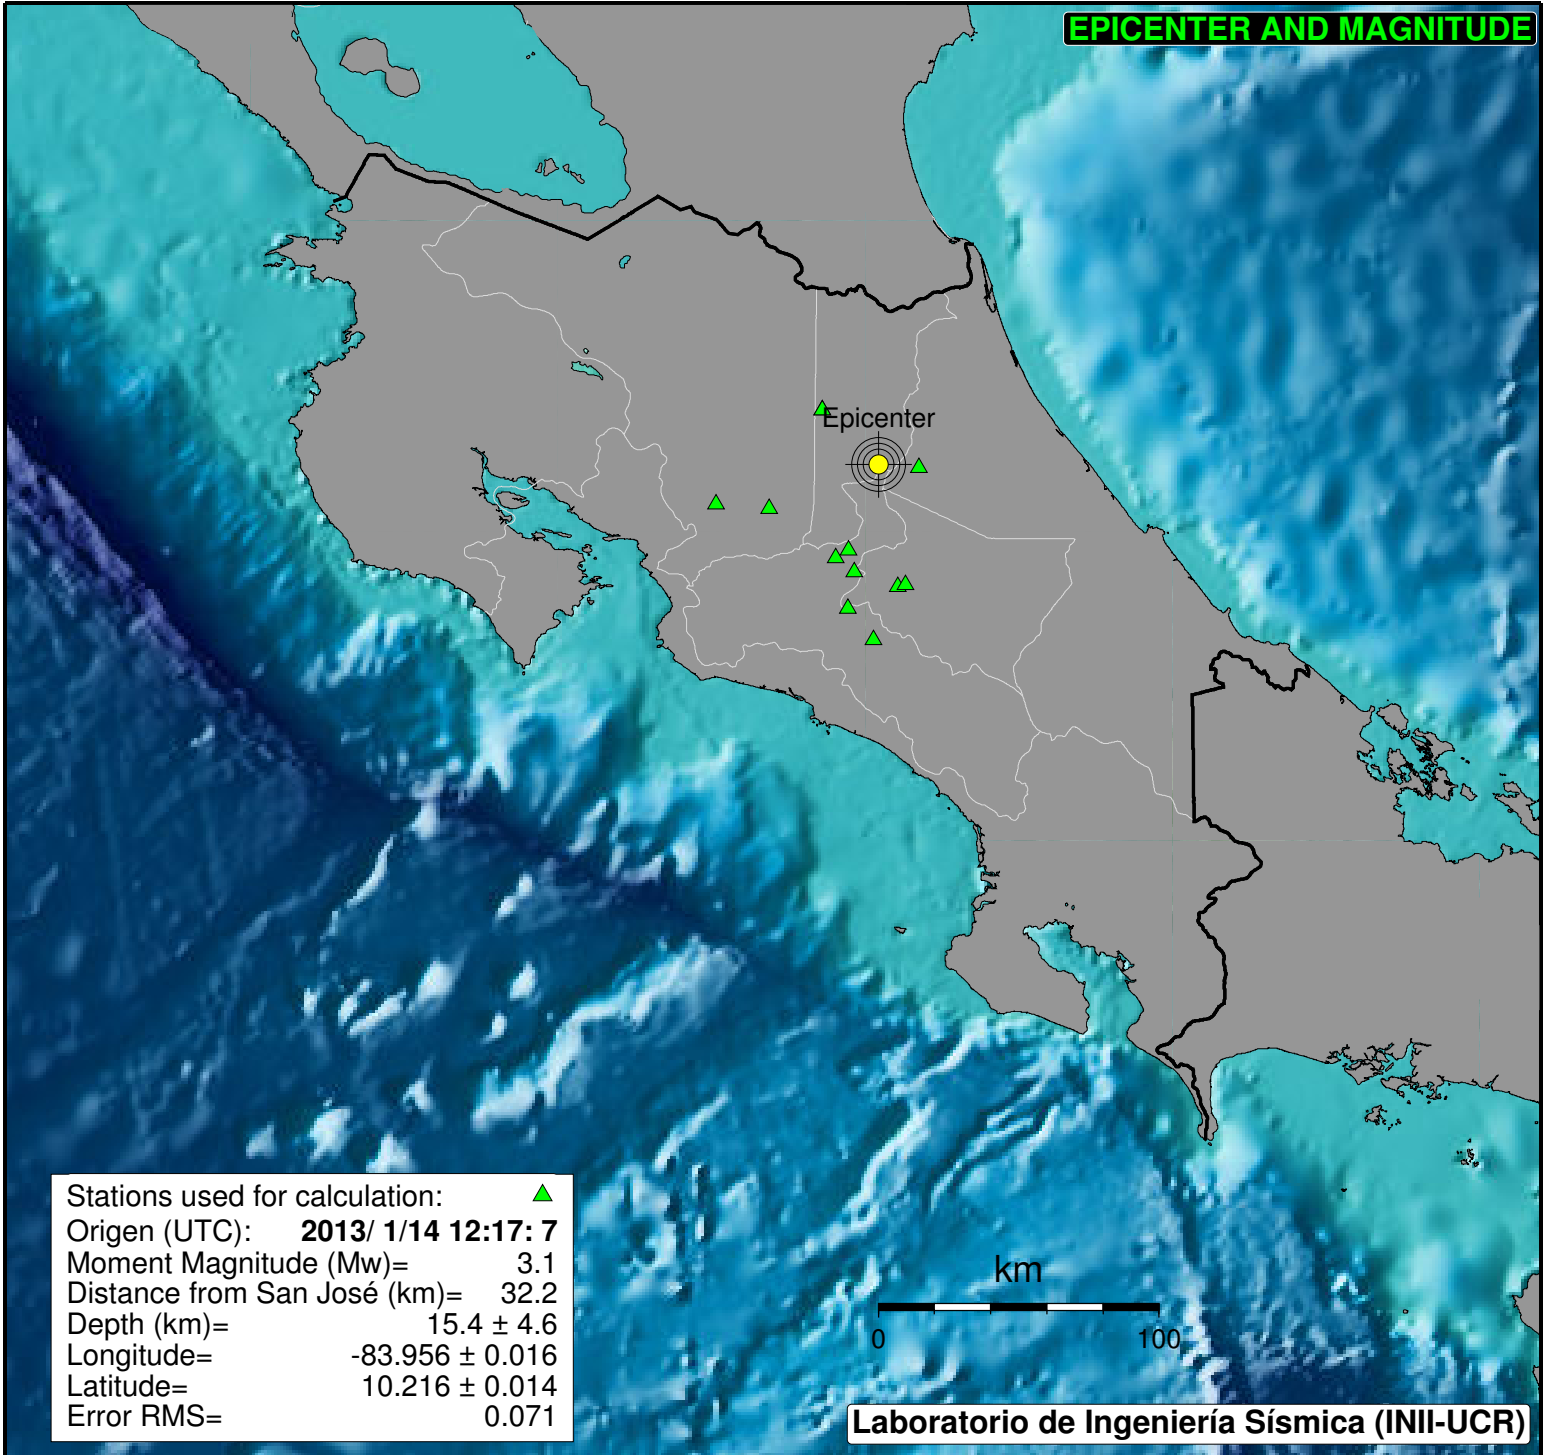 EPICENTER AND MAGNITUDE
Epicenter
Stations used for calculation:
Origen (UTC): 2013/ 1/14 12:17: 7
Moment Magnitude (Mw)= 3.1
Distance from San José (km)= 32.2
Depth (km)= 15.4 ± 4.6
Longitude= -83.956 ± 0.016
Latitude= 10.216 ± 0.014
Error RMS= 0.071
km
0 100
Laboratorio de Ingeniería Sísmica (INII-UCR)